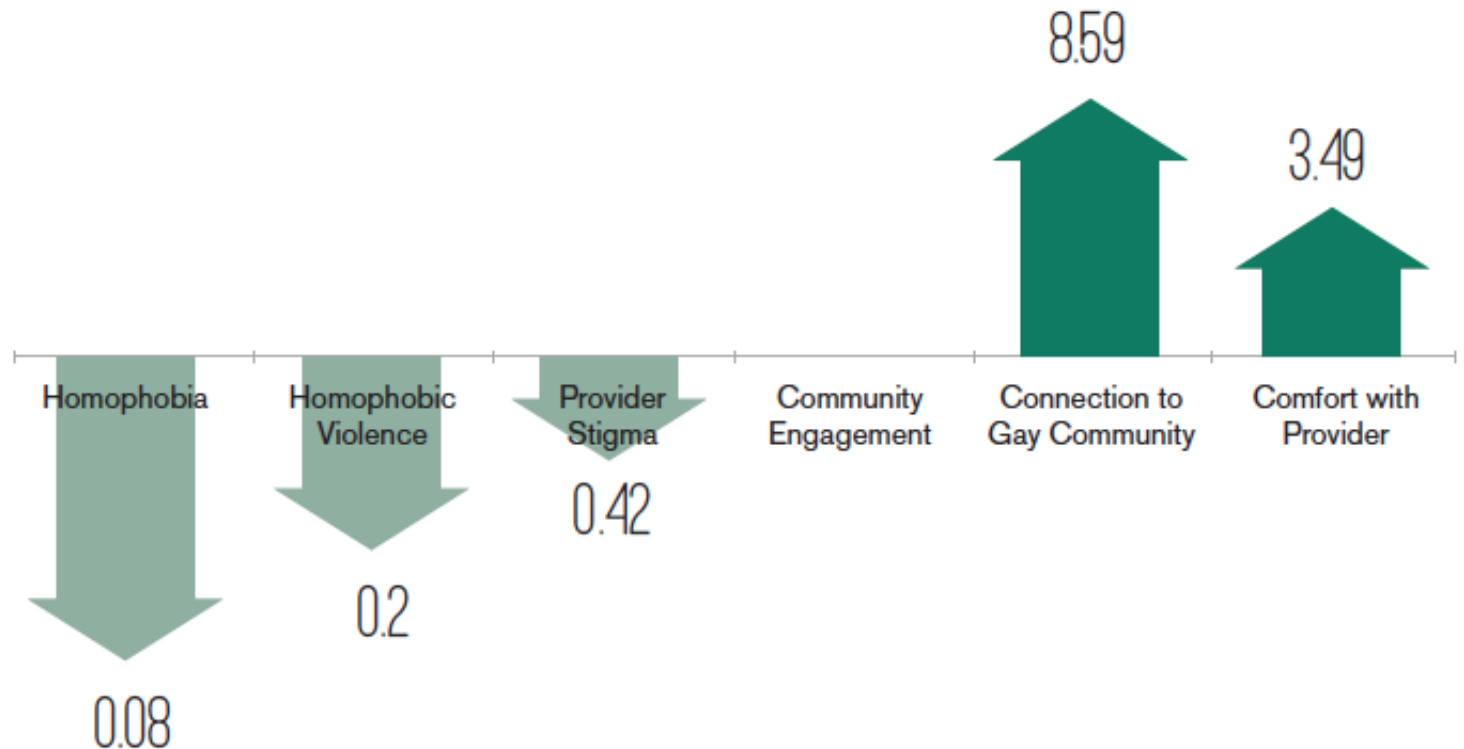 8.59
3.49
Homophobia
Homophobic
Violence
Provider
Stigma
Community
Engagement
Connection to
Gay Community
Comfort with
Provider
0.42
0.2
0.08